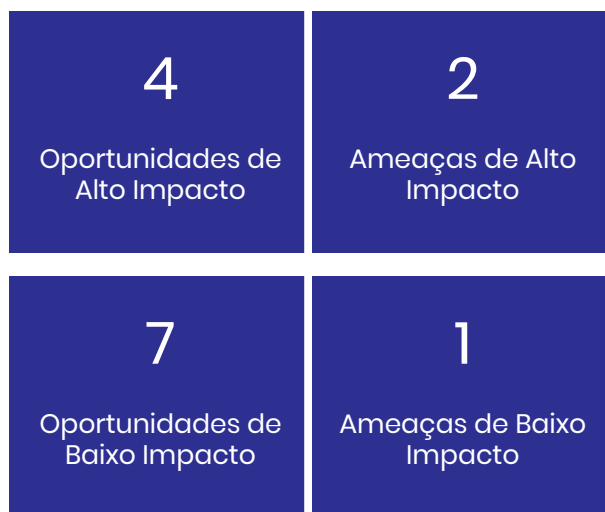 4
Oportunidades de
Alto Impacto
2
Ameaças de Alto
Impacto
7
Oportunidades de
Baixo Impacto
1
Ameaças de Baixo
Impacto